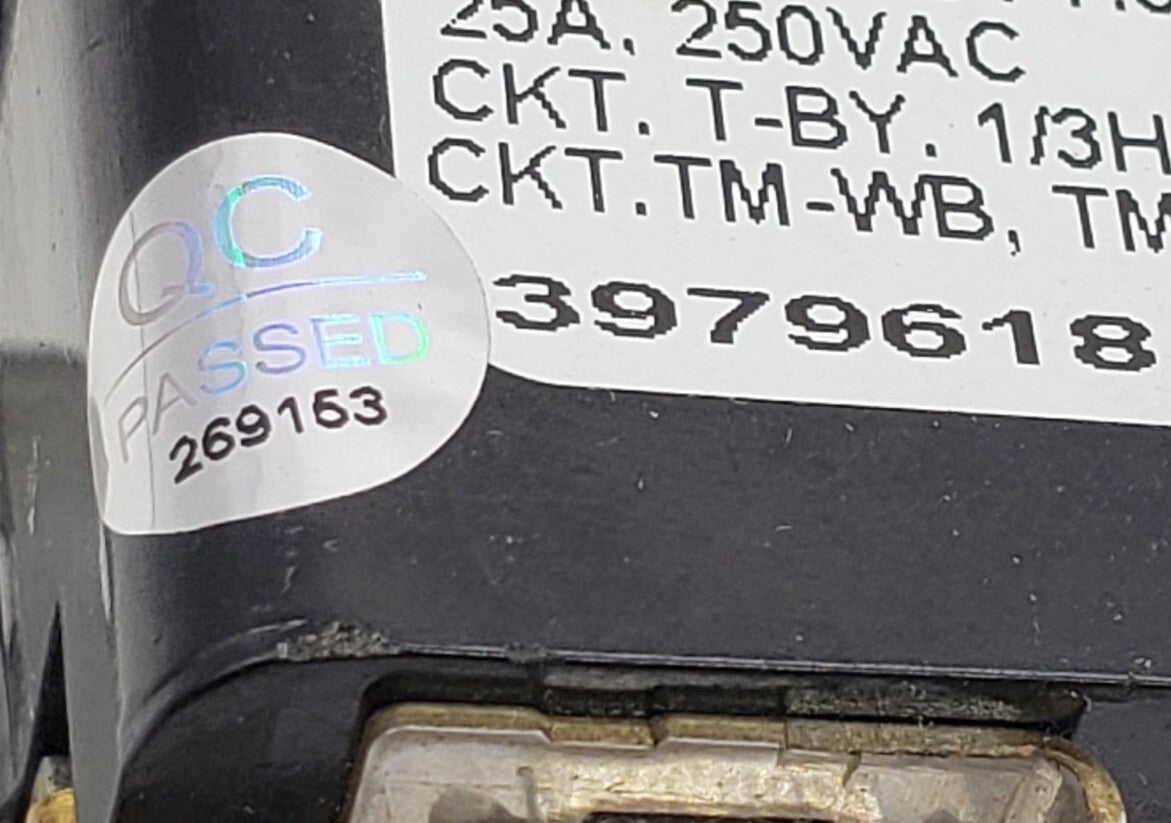 25A, 250VAC
CKT. T-BY. 1/3H
CKT.TM-WB, TM
3979618
QC
PASSED
269153